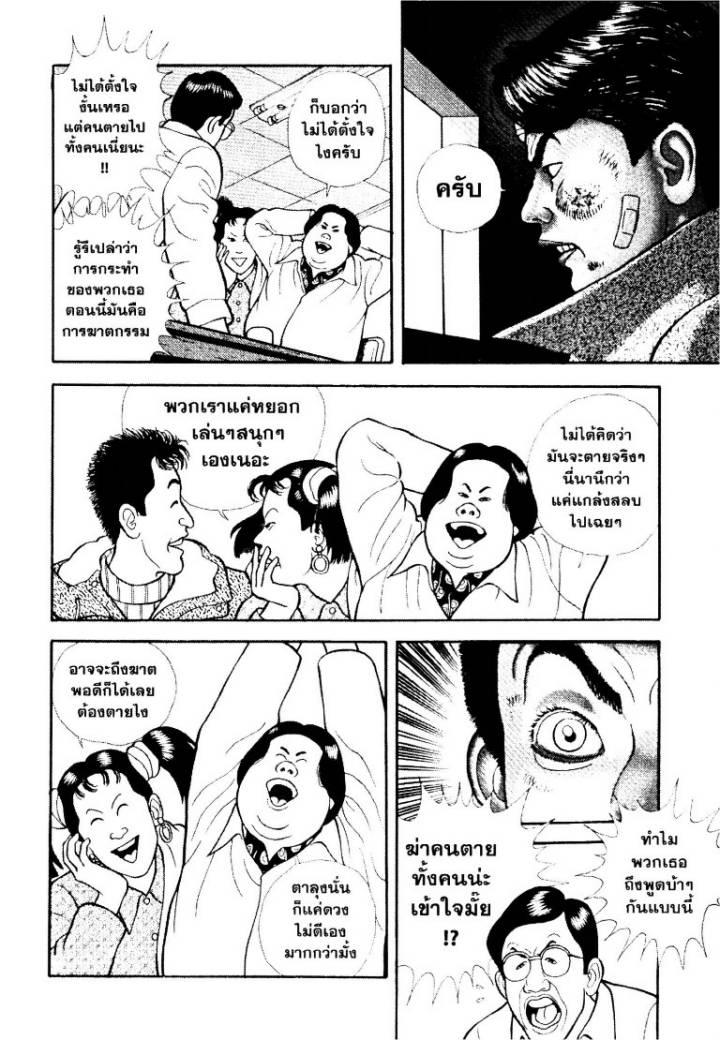 ไม่ได้ตั้งใจ
งั้นเหรอ
แต่คนตายไป
ทั้งคนเนี่ยนะ
!!
ก็บอกว่า
ไม่ได้ตั้งใจ
ไงครับ
รู้รึเปล่าว่า
การกระทำ
ของพวกเธอ
ตอนนี้มันคือ
การฆาตกรรม
ครับ
พวกเราแค่หยอก
เล่นๆสนุกๆ
เองเนอะ
ไม่ได้คิดว่า
มันจะตายจริงๆ
นี่นานึกว่า
แค่แกล้งสลบ
ไปเฉยๆ
อาจจะถึงฆาต
พอดีก็ได้เลย
ต้องตายไง
ตาลุงนั่น
ก็แค่ดวง
ไม่ดีเอง
มากกว่ามั้ง
ฆ่าคนตาย
ทั้งคนน่ะ
เข้าใจมั๊ย
!?
ทำไม
พวกเธอ
ถึงพูดบ้าๆ
กันแบบนี้